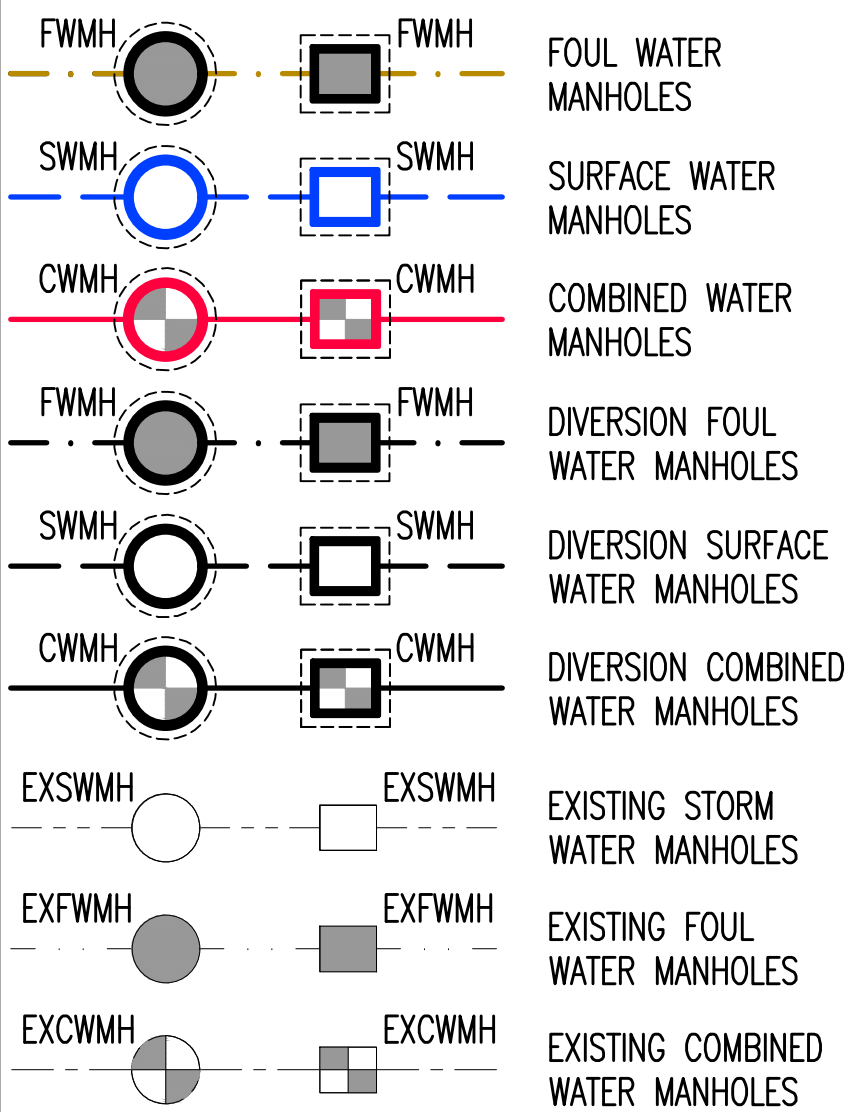 FWMH FWMH FOUL WATER
MANHOLES
SWMH SWMH SURFACE WATER
MANHOLES
CWMH CWMH COMBINED WATER
MANHOLES
FWMH FWMH DIVERSION FOUL
WATER MANHOLES
SWMH SWMH DIVERSION SURFACE
WATER MANHOLES
CWMH CWMH DIVERSION COMBINED
WATER MANHOLES
EXSWMH EXSWMH EXISTING STORM
WATER MANHOLES
EXFWMH EXFWMH EXISTING FOUL
WATER MANHOLES
EXCWMH EXCWMH EXISTING COMBINED
WATER MANHOLES